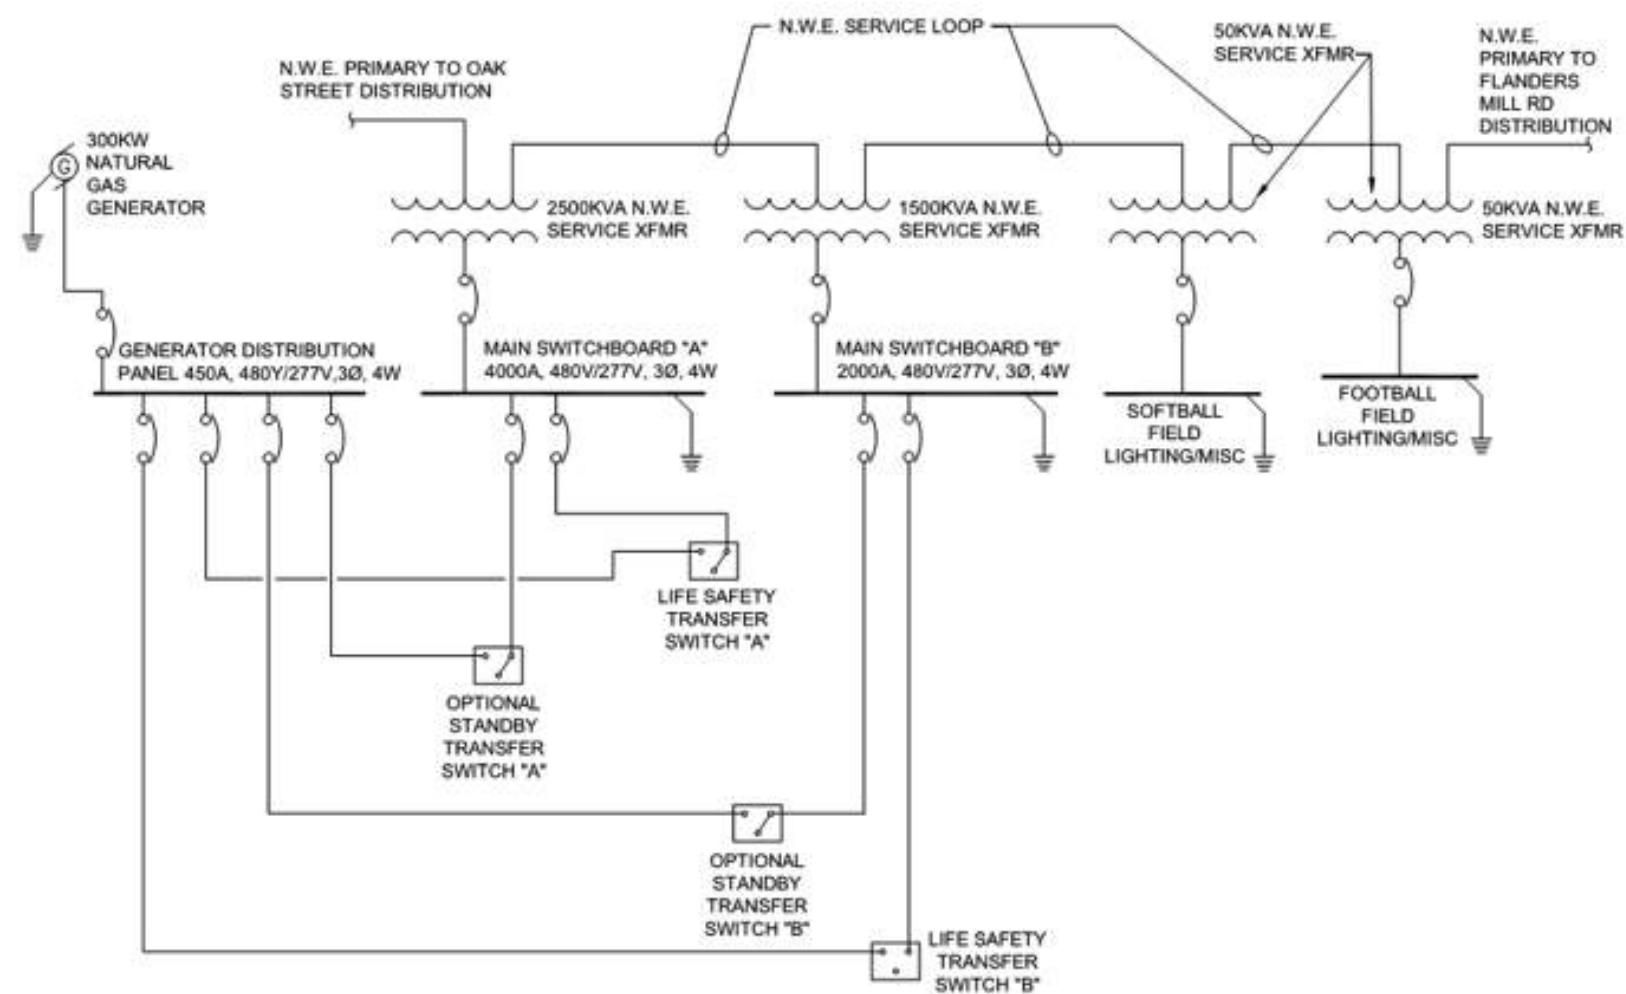 N.W.E. SERVICE LOOP
50KVA N.W.E.
SERVICE XFMR
N.W.E.
PRIMARY TO
FLANDERS
MILL RD
DISTRIBUTION
N.W.E. PRIMARY TO OAK
STREET DISTRIBUTION
G
300KW
NATURAL
GAS
GENERATOR
2500KVA N.W.E.
SERVICE XFMR
1500KVA N.W.E.
SERVICE XFMR
50KVA N.W.E.
SERVICE XFMR
GENERATOR DISTRIBUTION
PANEL 450A, 480Y/277V,3Ø, 4W
MAIN SWITCHBOARD "A"
4000A, 480V/277V, 3Ø, 4W
MAIN SWITCHBOARD "B"
2000A, 480V/277V, 3Ø, 4W
SOFTBALL
FIELD
LIGHTING/MISC
FOOTBALL
FIELD
LIGHTING/MISC
LIFE SAFETY
TRANSFER
SWITCH "A"
OPTIONAL
STANDBY
TRANSFER
SWITCH "A"
OPTIONAL
STANDBY
TRANSFER
SWITCH "B"
LIFE SAFETY
TRANSFER
SWITCH "B"